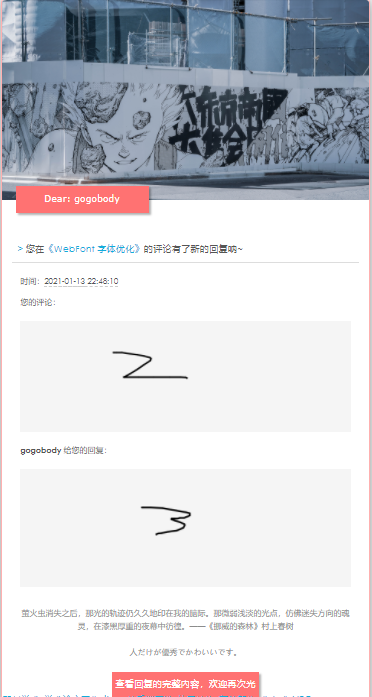 大東京帝國
Dear: gogobody
> 您在《WebFont 字体优化》的评论有了新的回复呐~
时间：2021-01-13 22:48:10
您的评论：
2
gogobody 给您的回复：
3
萤火虫消失之后，那光的轨迹仍久久地印在我的脑际。那微弱浅淡的光点，仿佛迷失方向的魂
灵，在漆黑厚重的夜幕中彷徨。——《挪威的森林》村上春树
人だけが優秀でかわいいです。
查看回复的完整内容，欢迎再次光